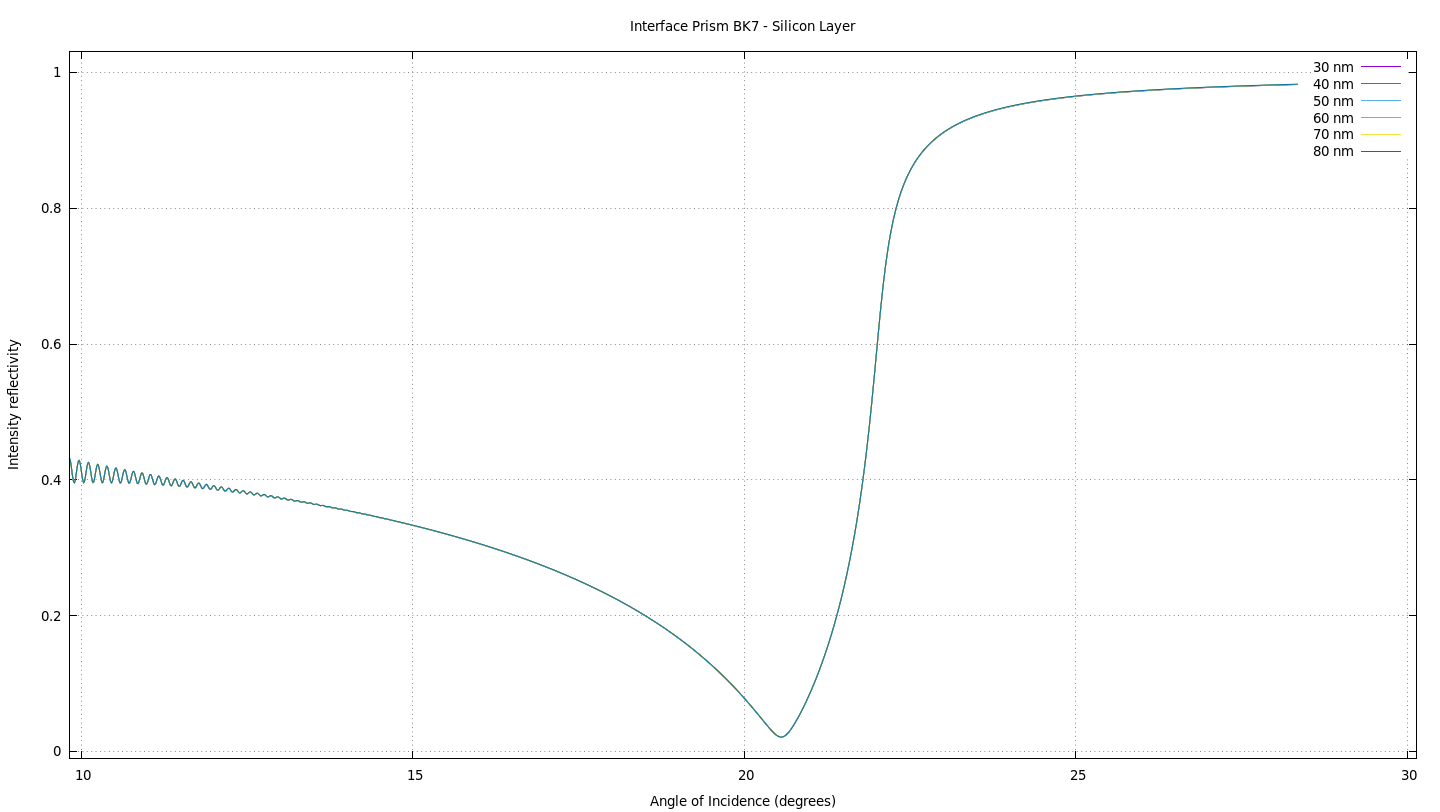 Interface Prism BK7 - Silicon Layer
30 nm
40 nm
50 nm
60 nm
70 nm
80 nm
Intensity reflectivity
1
0.8
0.6
0.4
0.2
0
10 15 20 25 30
Angle of Incidence (degrees)